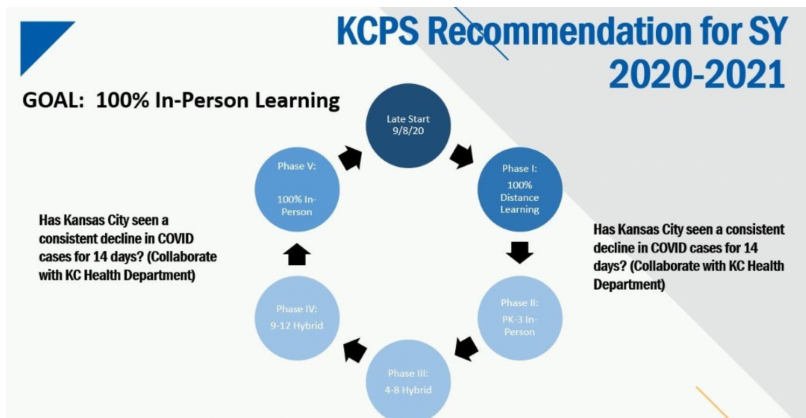 KCPS Recommendation for SY
2020-2021
GOAL: 100% In-Person Learning
Late Start
9/8/20
Phase I:
100%
Distance
Learning
Has Kansas City seen a consistent
decline in COVID cases for 14
days? (Collaborate with KC Health
Department)
Phase II:
PK-3 In-
Person
Phase III:
4-8 Hybrid
Phase IV:
9-12 Hybrid
Has Kansas City seen a
consistent decline in COVID
cases for 14 days? (Collaborate
with KC Health Department)
Phase V:
100% In-
Person